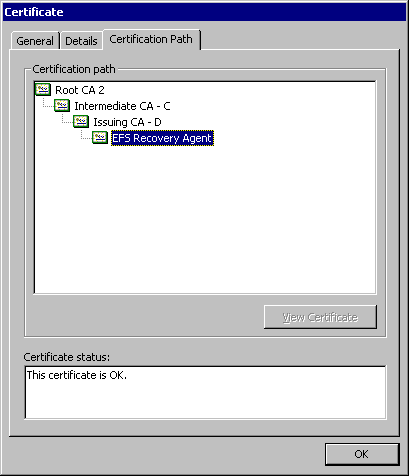 Certificate
General
Details
Certification Path
Certification path
Root CA 2
Intermediate CA - C
Issuing CA - D
EFS Recovery Agent
View Certificate
Certificate status:
This certificate is OK.
OK